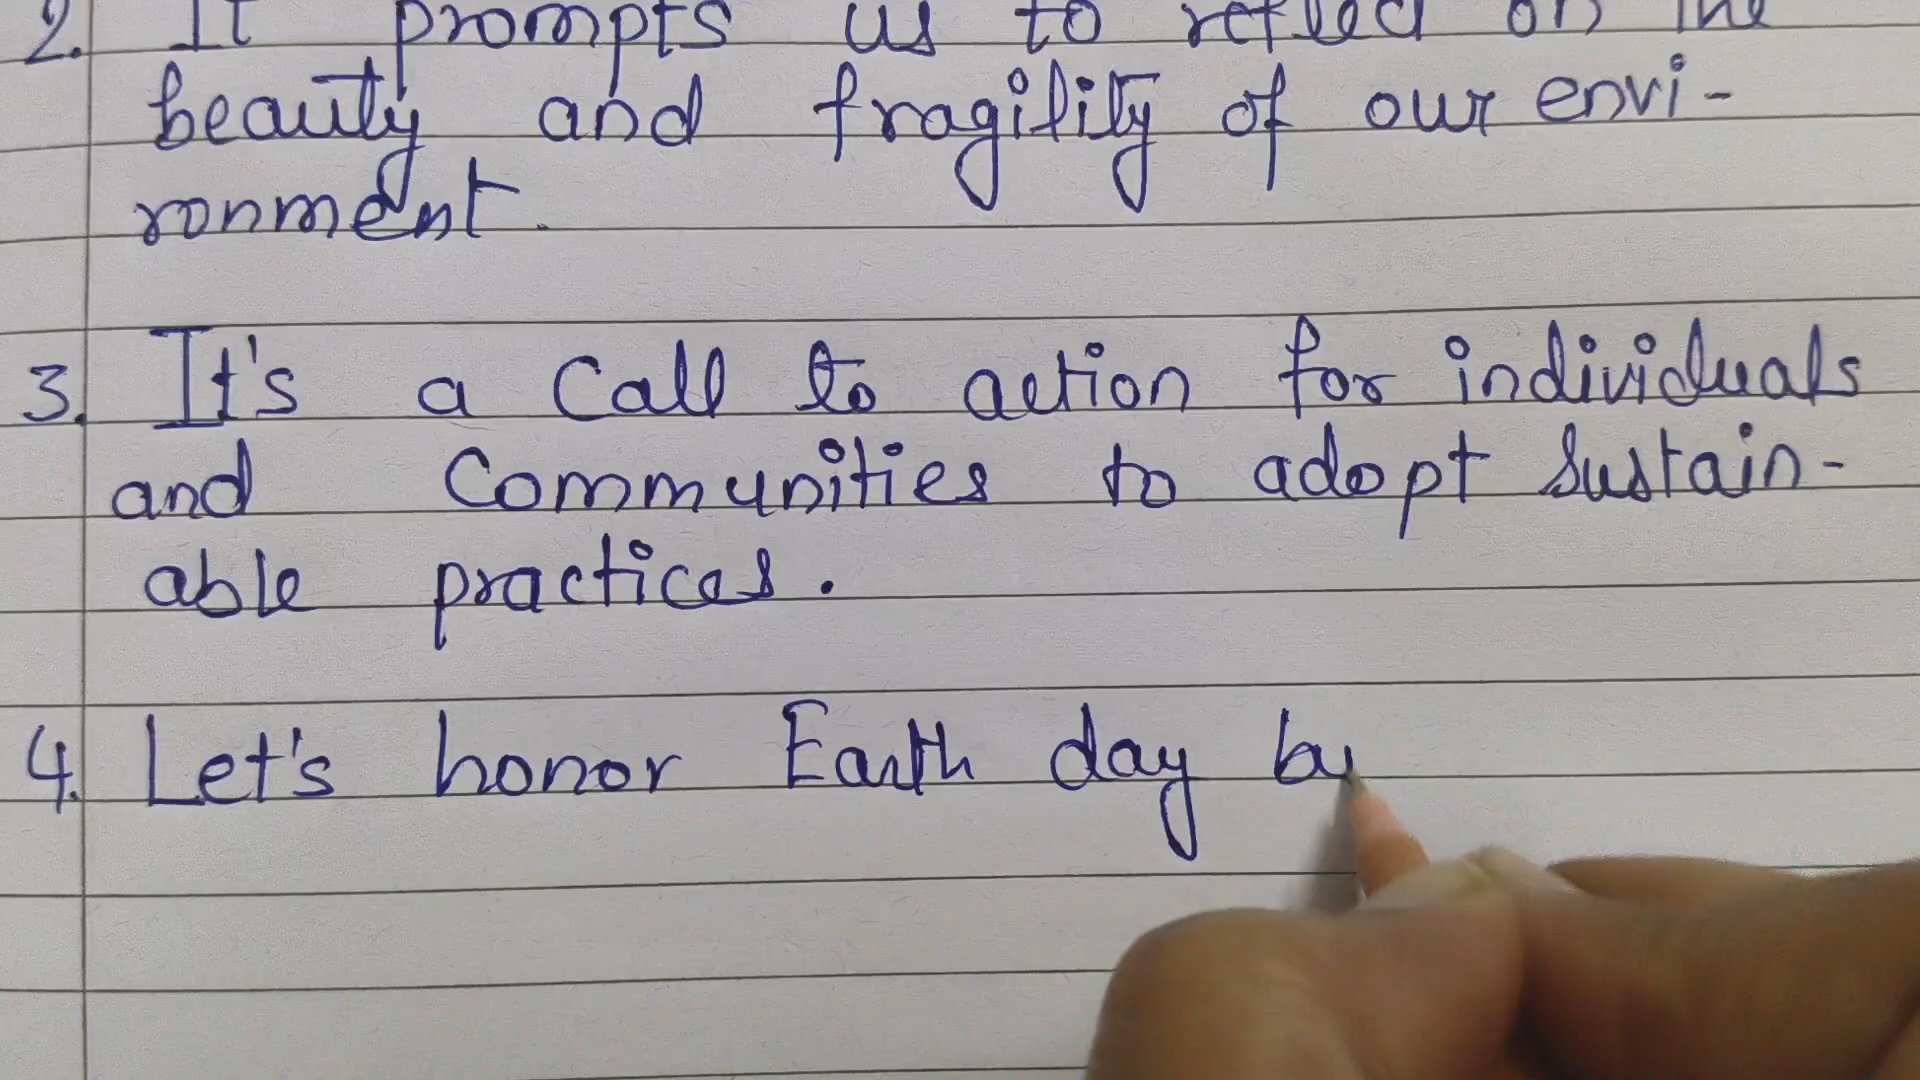 2. It prompts us to reflect on the
beauty and fragility of our envi-
ronment.
3. It's a Call to action for individuals
and Communities to adopt Sustain-
able practices.
4. Let's honor Earth day by